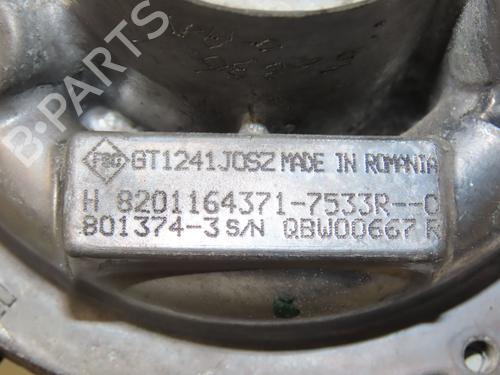 B-PARTS
GT1241JOSZ MADE IN ROMANIA
H 8201164371-7533R--C
801374-3 S/N QBW00667 R